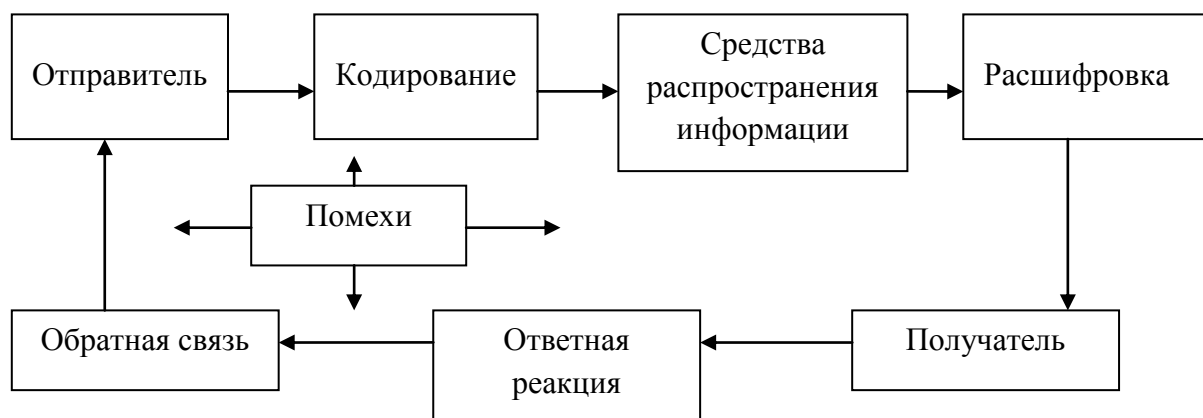 Отправитель
Кодирование
Средства
распространения
информации
Расшифровка
Помехи
Обратная связь
Ответная
реакция
Получатель